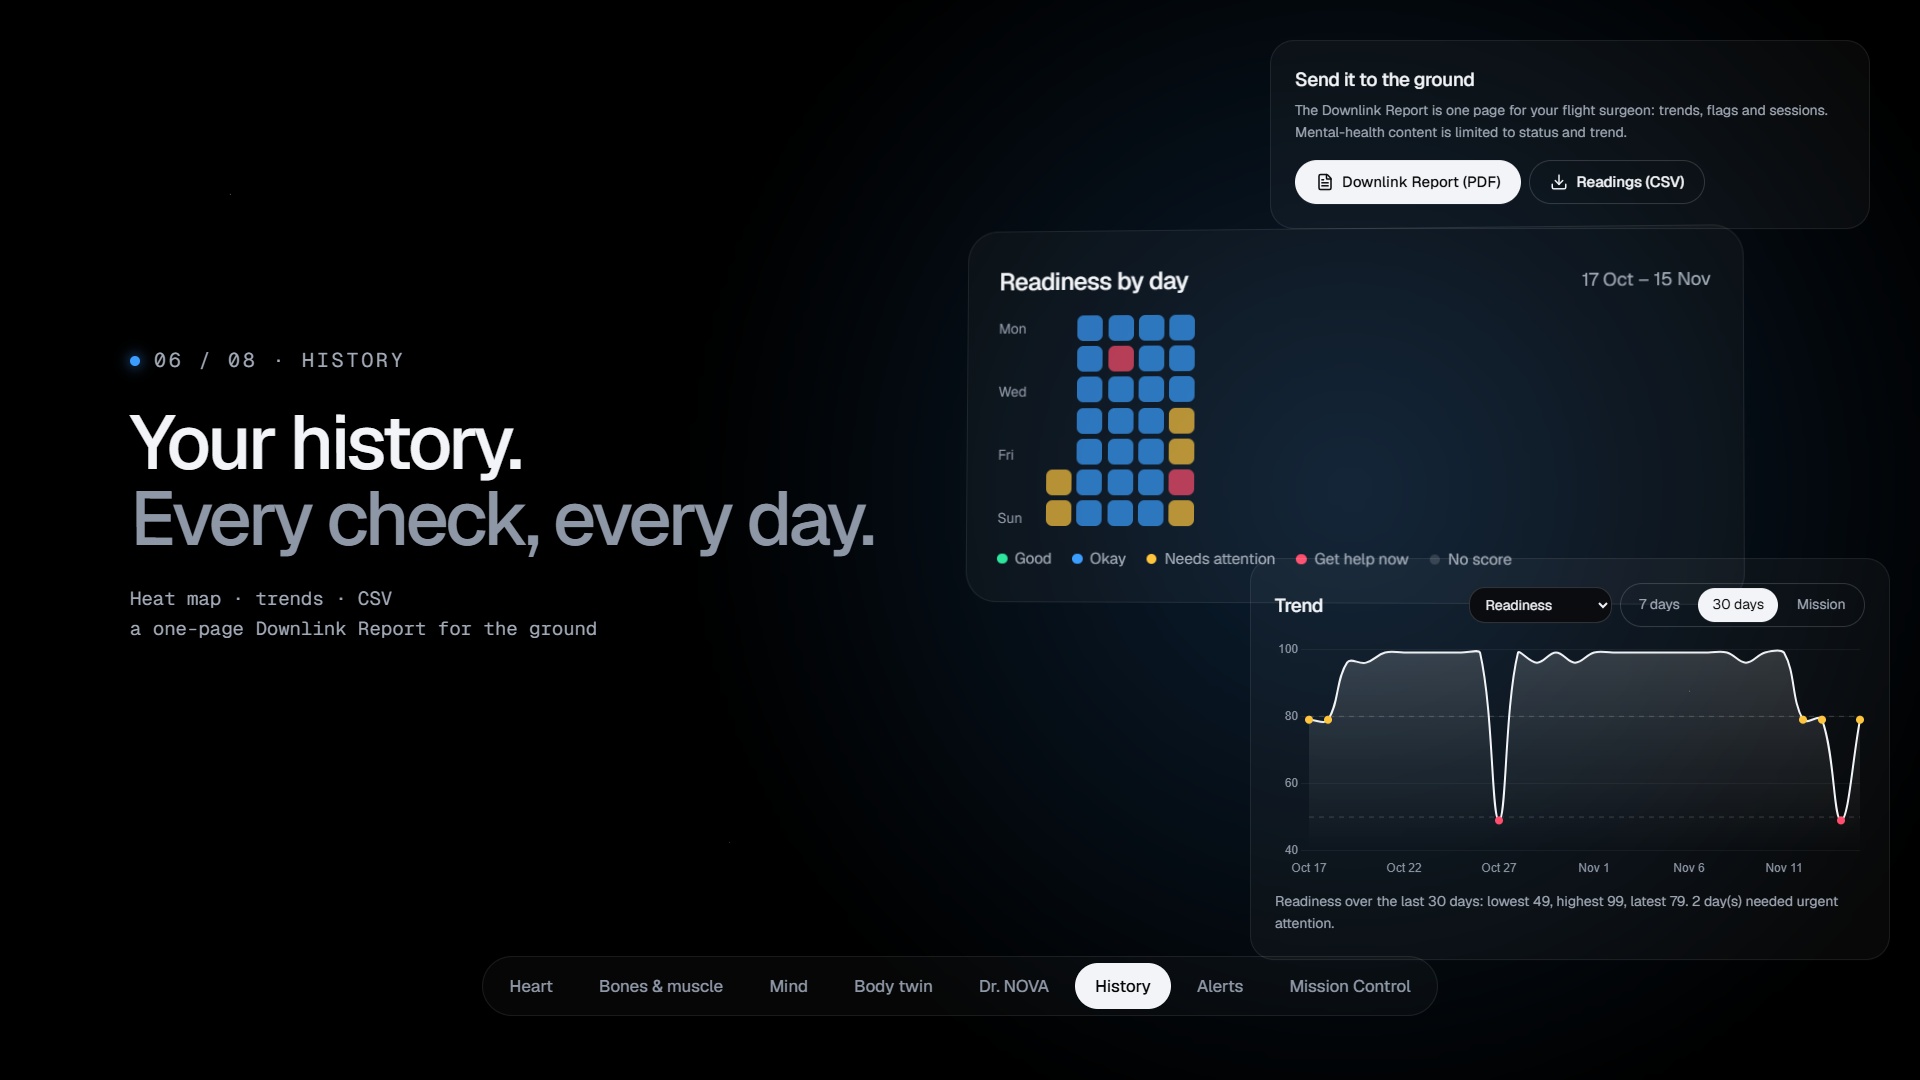 06 / 08 · HISTORY
Your history.
Every check, every day.
Heat map · trends · CSV
a one-page Downlink Report for the ground
Send it to the ground
The Downlink Report is one page for your flight surgeon: trends, flags and sessions.
Mental-health content is limited to status and trend.
Downlink Report (PDF)
Readings (CSV)
Readiness by day
17 Oct – 15 Nov
Mon
Wed
Fri
Sun
Good
Okay
Needs attention
Get help now
No score
Trend
Readiness
7 days
30 days
Mission
100
80
60
40
Oct 17
Oct 22
Oct 27
Nov 1
Nov 6
Nov 11
Readiness over the last 30 days: lowest 49, highest 99, latest 79. 2 day(s) needed urgent
attention.
Heart
Bones & muscle
Mind
Body twin
Dr. NOVA
History
Alerts
Mission Control